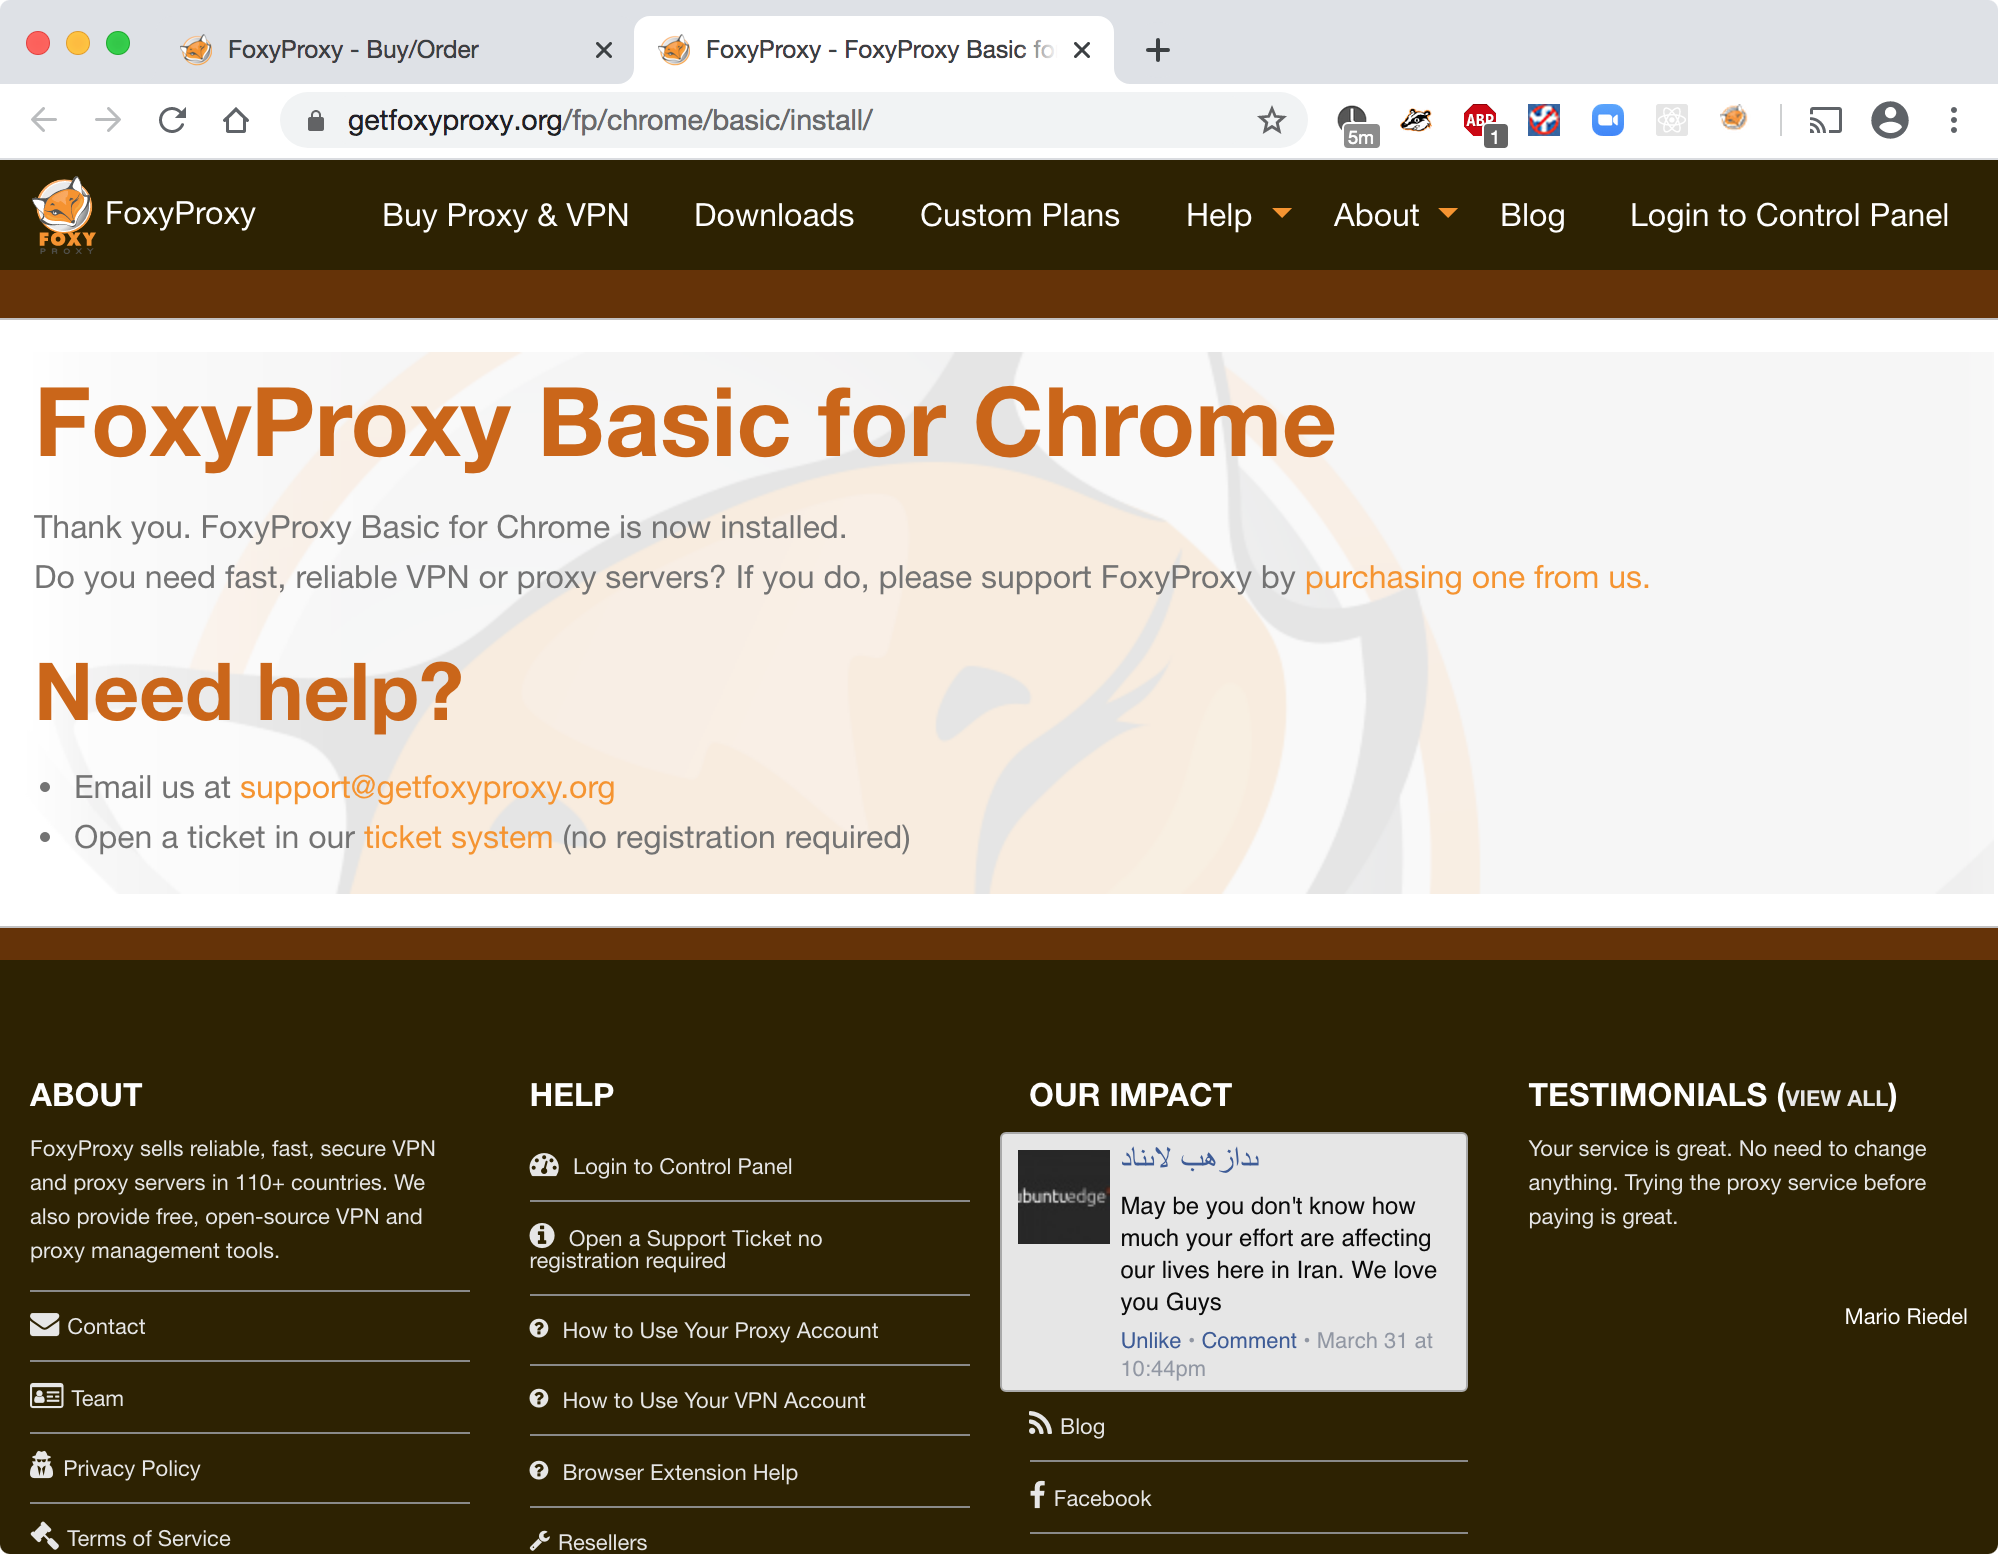 FoxyProxy - Buy/Order
FoxyProxy - FoxyProxy Basic fo
getfoxyproxy.org/fp/chrome/basic/install/
5m
ABP
1
FOXY
PROXY
FoxyProxy
Buy Proxy & VPN
Downloads
Custom Plans
Help
About
Blog
Login to Control Panel
FoxyProxy Basic for Chrome
Thank you. FoxyProxy Basic for Chrome is now installed.
Do you need fast, reliable VPN or proxy servers? If you do, please support FoxyProxy by purchasing one from us.
Need help?
• Email us at support@getfoxyproxy.org
• Open a ticket in our ticket system (no registration required)
ABOUT
FoxyProxy sells reliable, fast, secure VPN
and proxy servers in 110+ countries. We
also provide free, open-source VPN and
proxy management tools.
Contact
Team
Privacy Policy
Terms of Service
HELP
Login to Control Panel
Open a Support Ticket no
registration required
How to Use Your Proxy Account
How to Use Your VPN Account
Browser Extension Help
Resellers
OUR IMPACT
ubuntu edge
May be you don't know how
much your effort are affecting
our lives here in Iran. We love
you Guys
Unlike • Comment • March 31 at
10:44pm
Blog
Facebook
TESTIMONIALS (VIEW ALL)
Your service is great. No need to change
anything. Trying the proxy service before
paying is great.
Mario Riedel